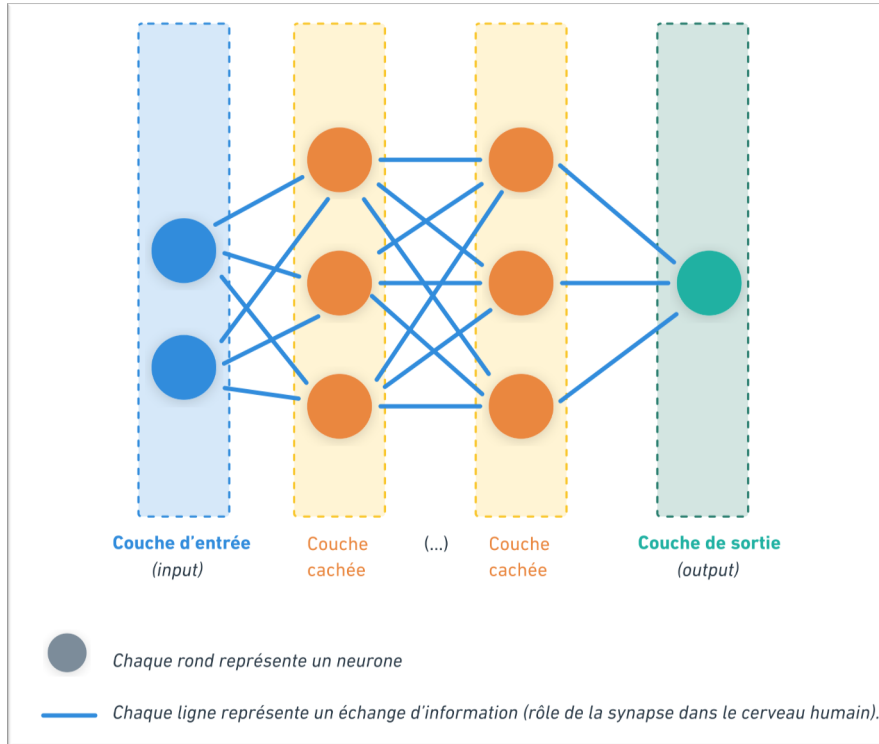 Couche d'entrée
(input)
Couche
cachée
(...)
Couche
cachée
Couche de sortie
(output)
Chaque rond représente un neurone
Chaque ligne représente un échange d'information (rôle de la synapse dans le cerveau humain).